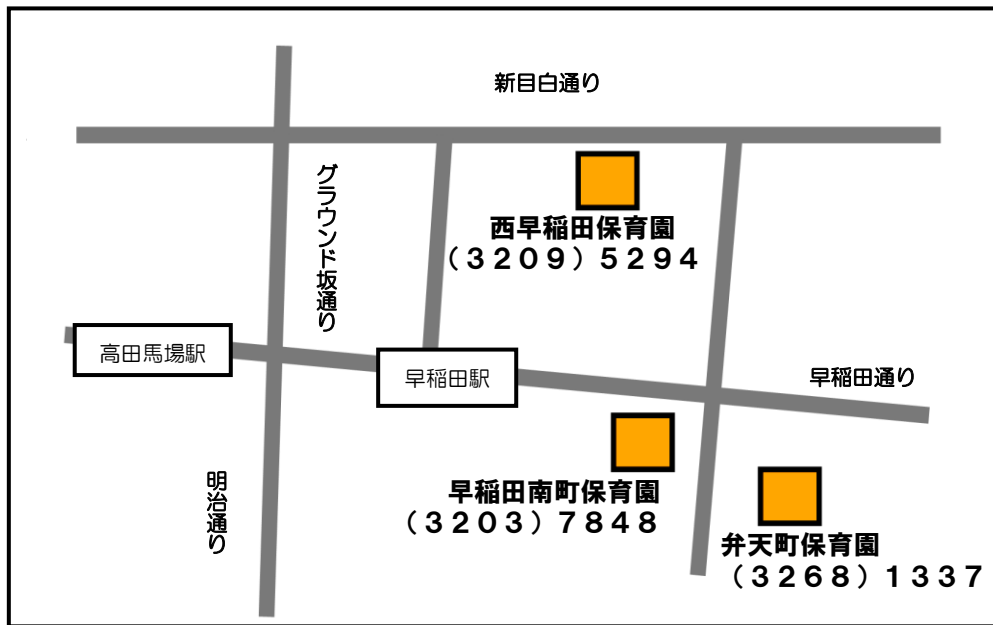 新目白通り
グラウンド坂通り
西早稲田保育園
（３２０９）５２９４
高田馬場駅
早稲田駅
早稲田通り
明治通り
早稲田南町保育園
（３２０３）７８４８
弁天町保育園
（３２６８）１３３７